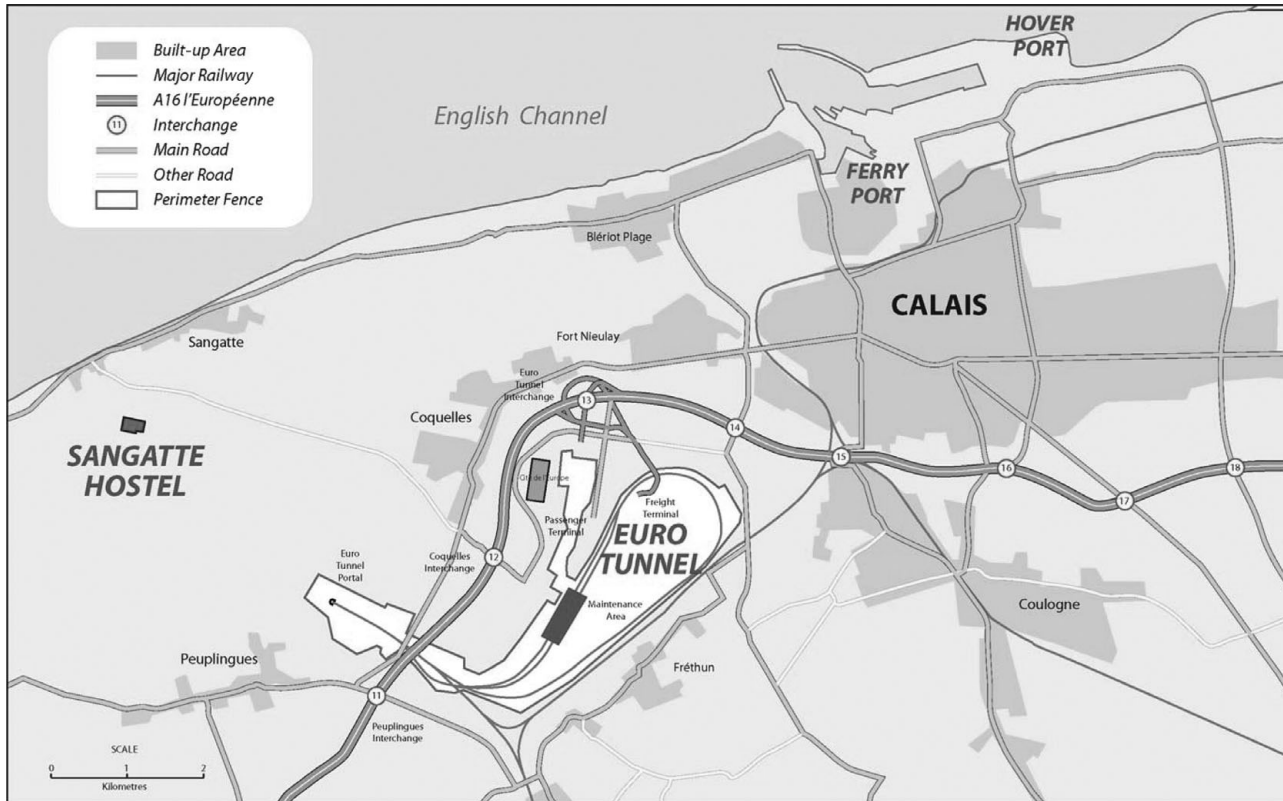 Built-up Area
Major Railway
A16 l'Européenne
11 Interchange
Main Road
Other Road
Perimeter Fence
English Channel
HOVER
PORT
FERRY
PORT
Blériot Plage
CALAIS
Sangatte
Fort Nieulay
Euro
Tunnel
Interchange
13
Coquelles
14
SANGATTE
HOSTEL
15
16
18
17
Cité de l'Europe
Passenger
Terminal
Freight
Terminal
EURO
TUNNEL
12
Coquelles
Interchange
Euro
Tunnel
Portal
Maintenance
Area
Coulogne
Peuplingues
Fréthun
11
Peuplingues
Interchange
SCALE
0 1 2
Kilometres